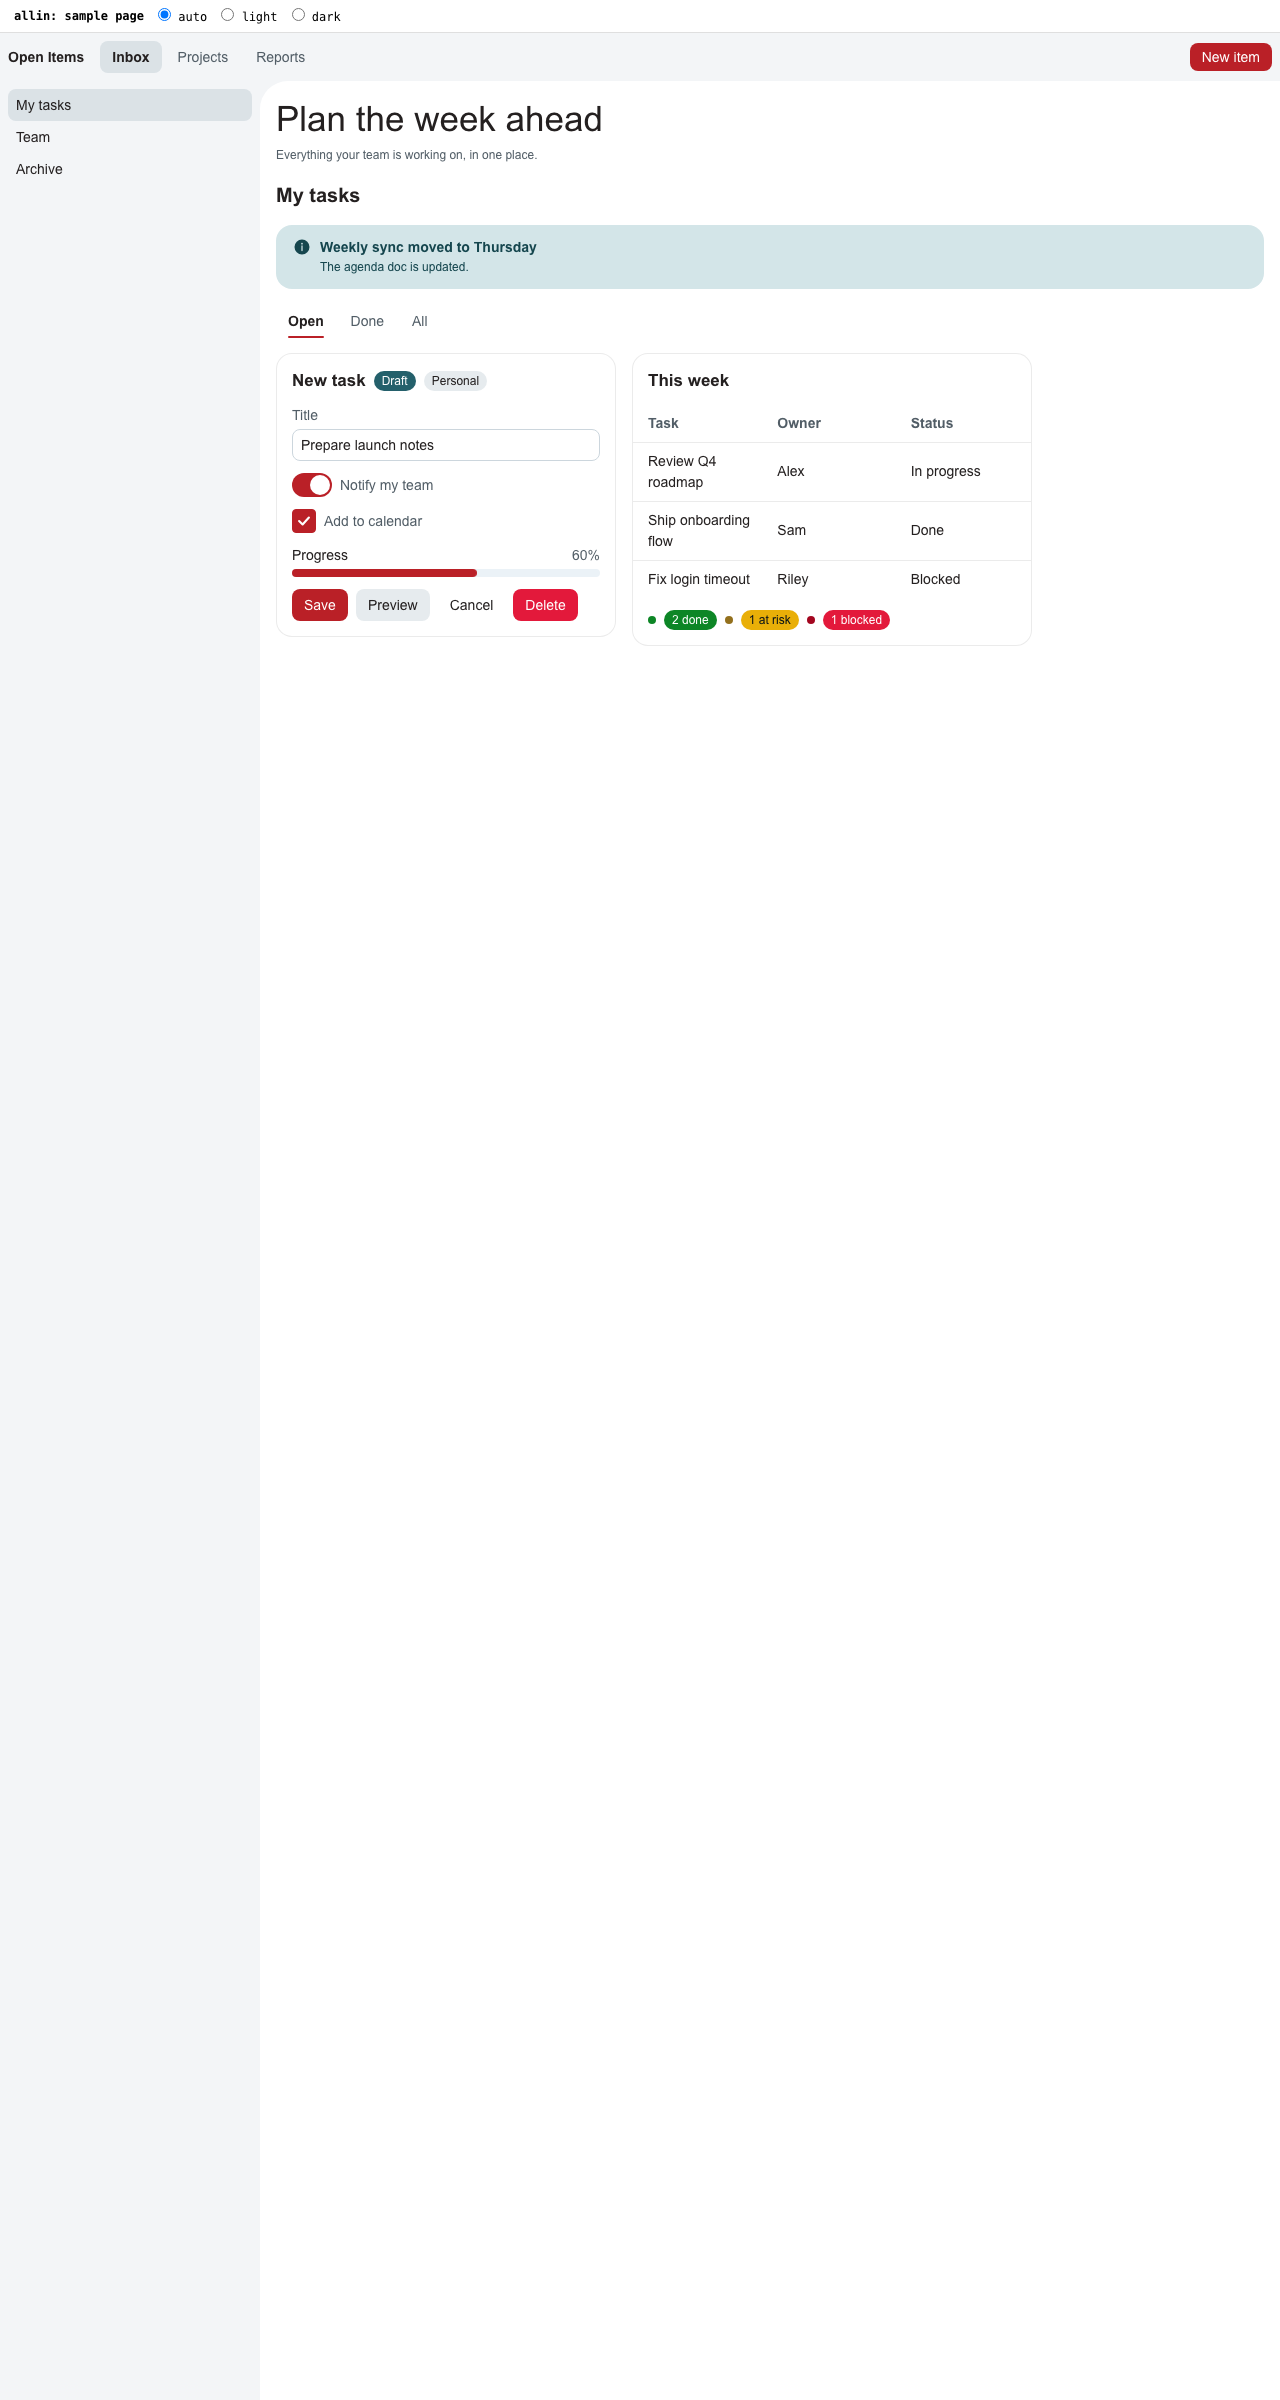 allin: sample page auto light dark
Open Items Inbox Projects Reports New item
My tasks
Team
Archive
Plan the week ahead
Everything your team is working on, in one place.
My tasks
Weekly sync moved to Thursday
The agenda doc is updated.
Open Done All
New task Draft Personal
Title
Prepare launch notes
Notify my team
Add to calendar
Progress 60%
Save Preview Cancel Delete
This week
Task Owner Status
Review Q4
roadmap
Alex In progress
Ship onboarding
flow
Sam Done
Fix login timeout Riley Blocked
2 done 1 at risk 1 blocked